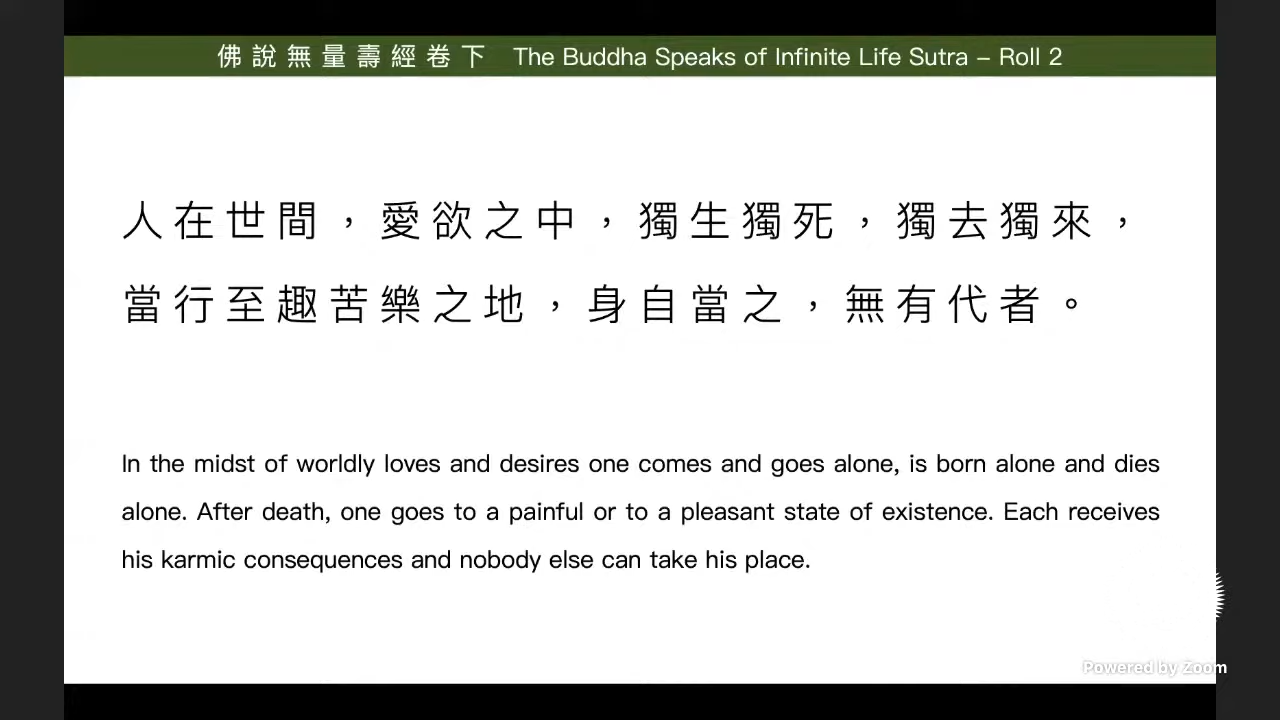 佛說無量壽經卷下 The Buddha Speaks of Infinite Life Sutra – Roll 2
人在世間，愛欲之中，獨生獨死，獨去獨來，
當行至趣苦樂之地，身自當之，無有代者。
In the midst of worldly loves and desires one comes and goes alone, is born alone and dies
alone. After death, one goes to a painful or to a pleasant state of existence. Each receives
his karmic consequences and nobody else can take his place.
Powered by Zoom